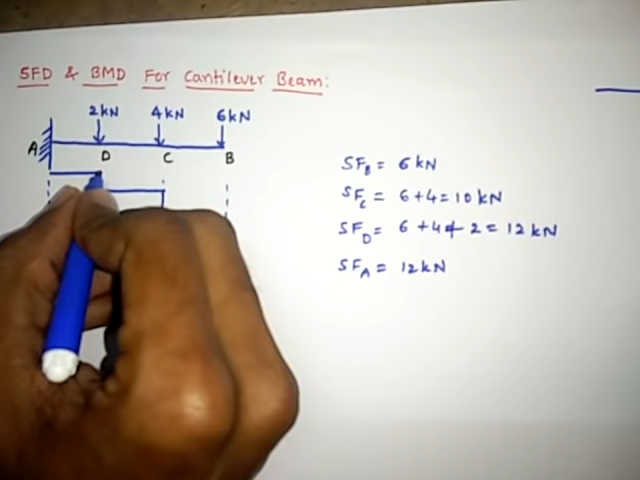 SFD & BMD For Cantilever Beam:
2kN 4kN 6kN
A D C B
SF_B = 6 kN
SF_C = 6+4 = 10 kN
SF_D = 6 + 4 + 2 = 12 kN
SF_A = 12 kN